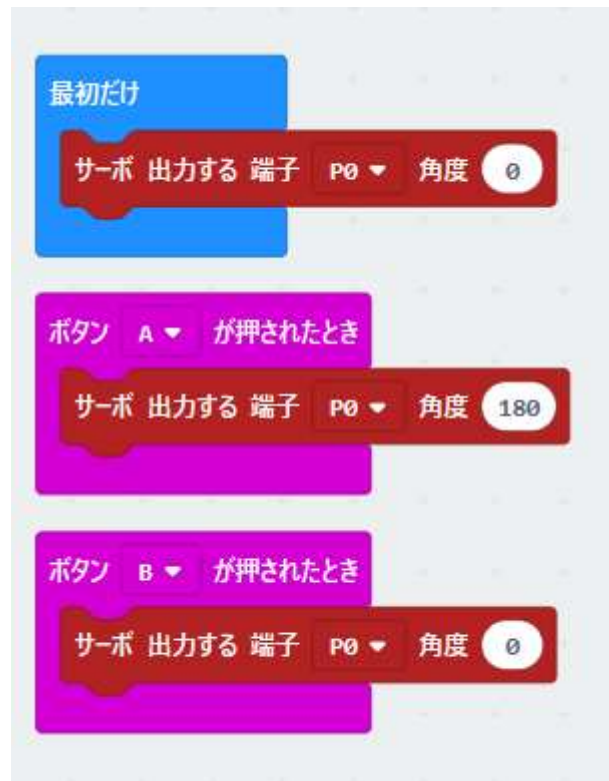 最初だけ
サーボ 出力する 端子 P0 角度 0
ボタン A が押されたとき
サーボ 出力する 端子 P0 角度 180
ボタン B が押されたとき
サーボ 出力する 端子 P0 角度 0